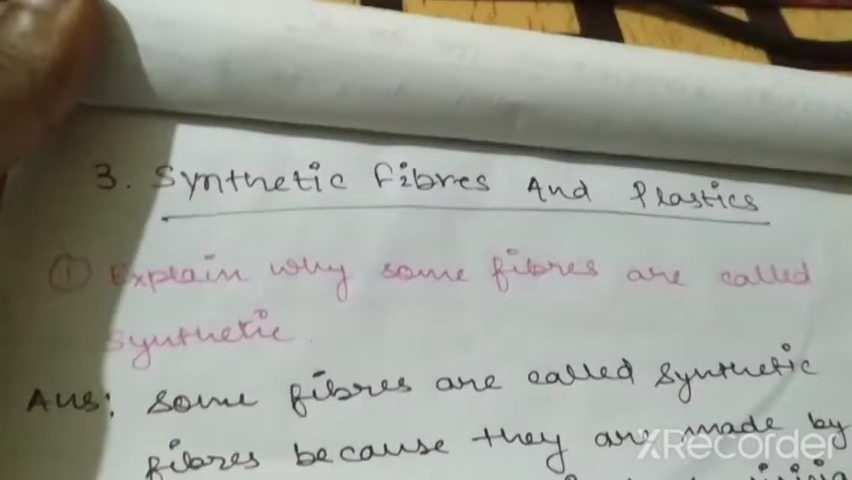 3. Synthetic Fibres And Plastics
① Explain why some fibres are called
synthetic
Ans: Some fibres are called synthetic
fibres because they are made by
XRecorder